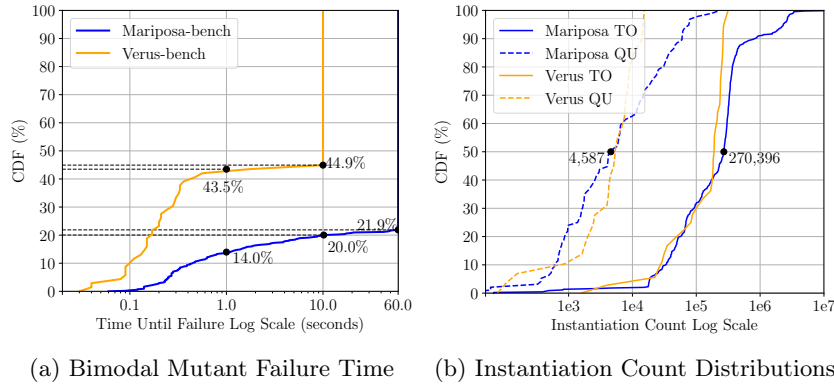 100
90
80
70
60
50
40
30
20
10
0
CDF (%)
Mariposa-bench
Verus-bench
44.9%
43.5%
21.9%
20.0%
14.0%
0.1
1.0
10.0
60.0
Time Until Failure Log Scale (seconds)
(a) Bimodal Mutant Failure Time
100
90
80
70
60
50
40
30
20
10
0
CDF (%)
Mariposa TO
Mariposa QU
Verus TO
Verus QU
4,587
270,396
1e3
1e4
1e5
1e6
1e7
Instantiation Count Log Scale
(b) Instantiation Count Distributions